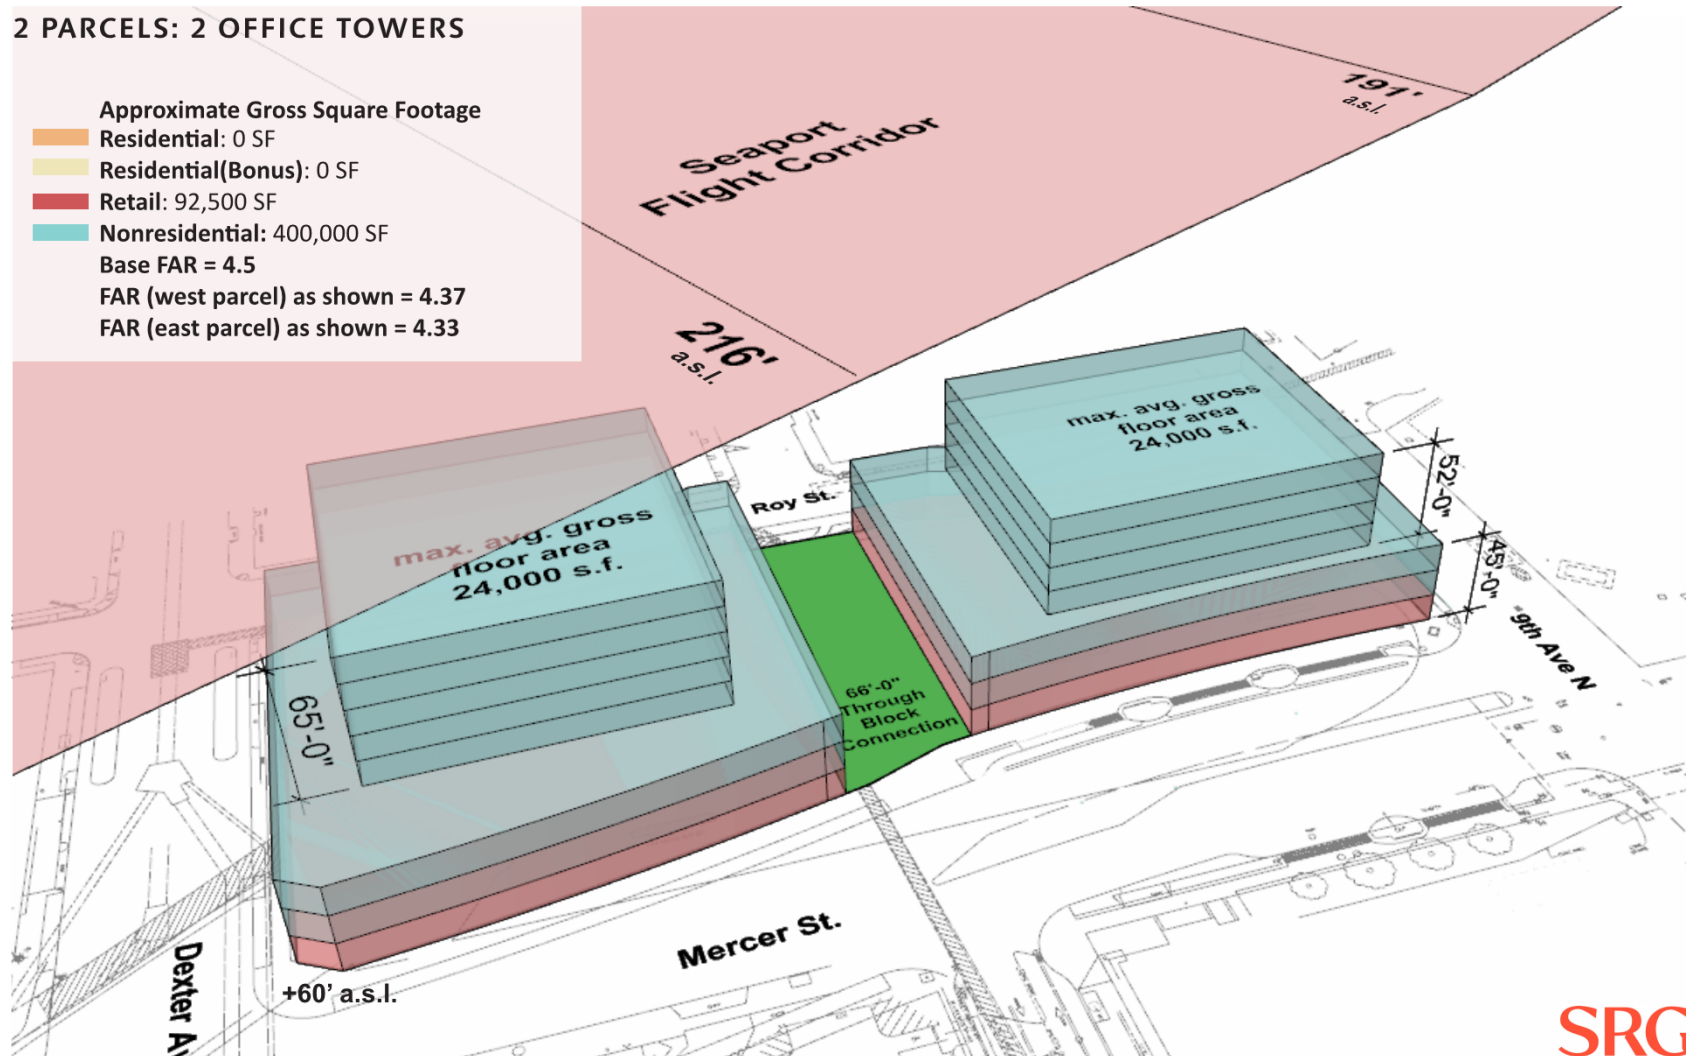 2 PARCELS: 2 OFFICE TOWERS
Approximate Gross Square Footage
Residential: 0 SF
Residential(Bonus): 0 SF
Retail: 92,500 SF
Nonresidential: 400,000 SF
Base FAR = 4.5
FAR (west parcel) as shown = 4.37
FAR (east parcel) as shown = 4.33
Seaport
Flight Corridor
191'
a.s.l.
216'
a.s.l.
max. avg. gross
floor area
24,000 s.f.
max. avg. gross
floor area
24,000 s.f.
Roy St.
52'-0"
45'-0"
9th Ave N
65'-0"
66'-0"
Through
Block
Connection
Mercer St.
Dexter Av
+60' a.s.l.
SRG